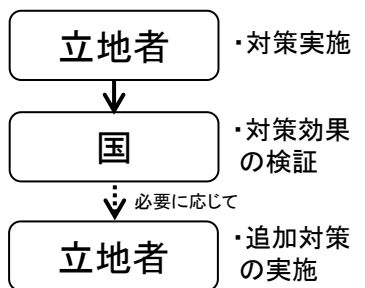 立地者
・対策実施
国
・対策効果
の検証
必要に応じて
立地者
・追加対策
の実施